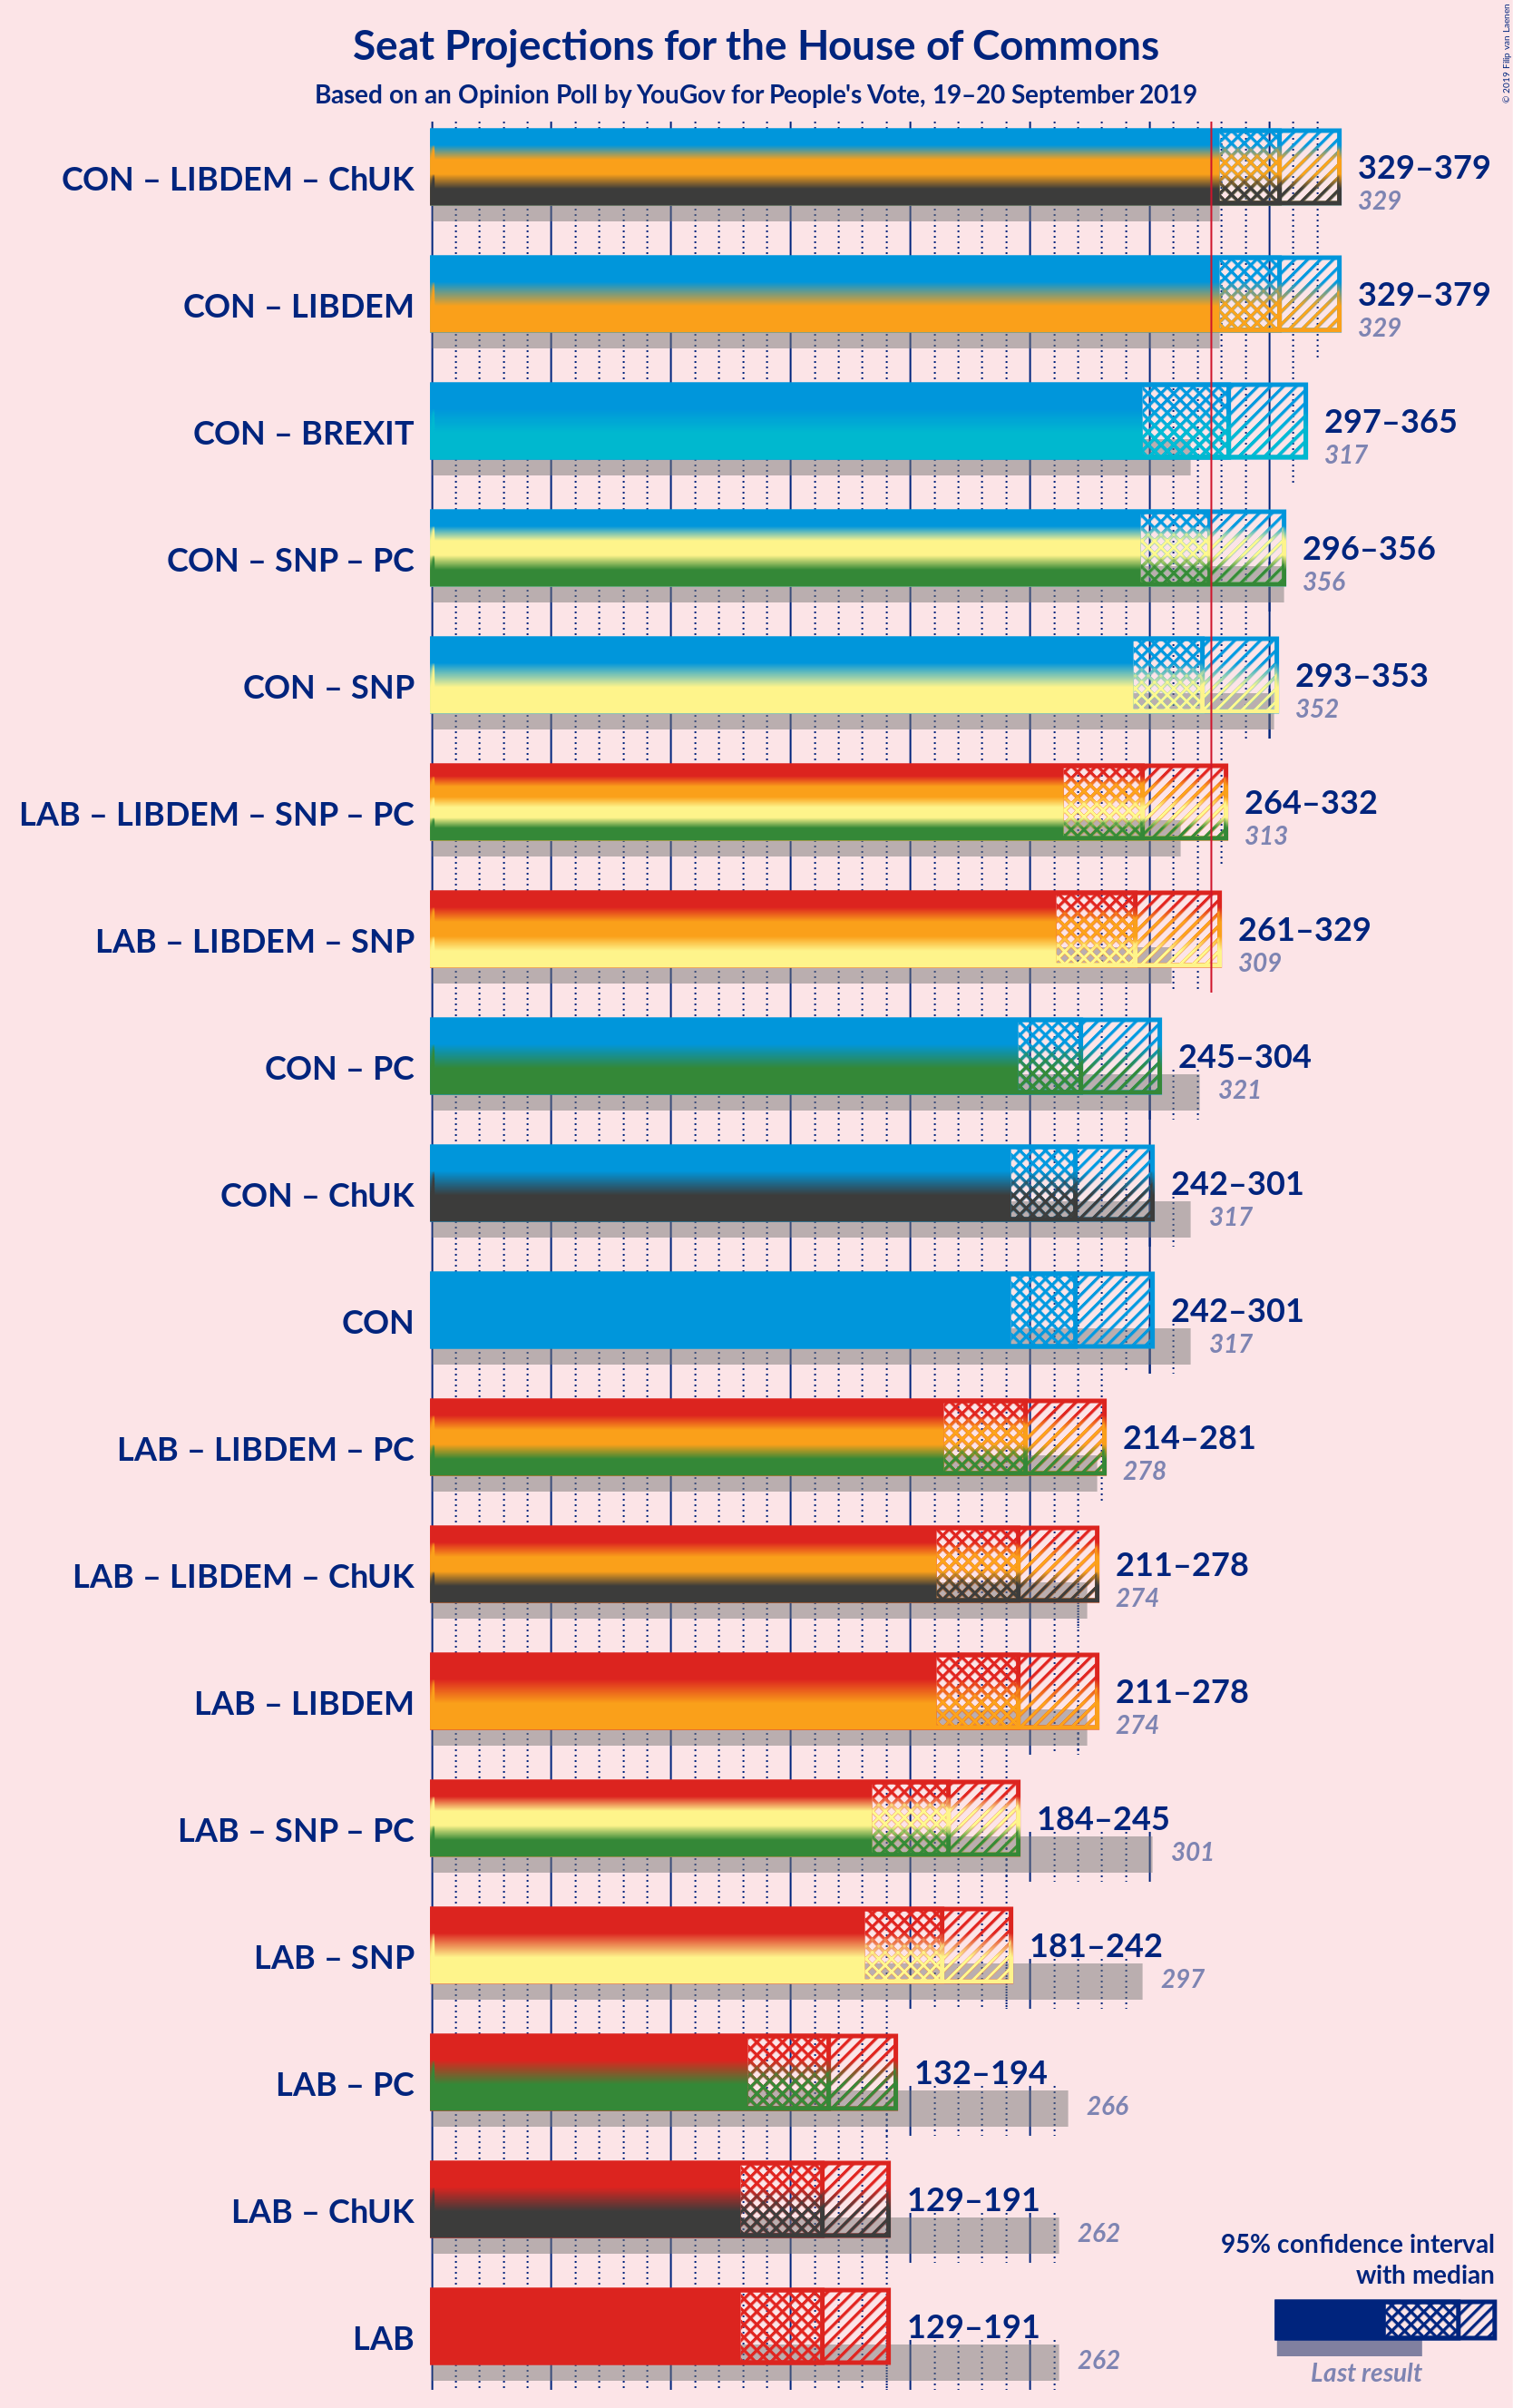 Seat Projections for the House of Commons
Based on an Opinion Poll by YouGov for People's Vote, 19–20 September 2019
© 2019 Filip van Laenen
CON – LIBDEM – ChUK
329–379
329
CON – LIBDEM
329–379
329
CON – BREXIT
297–365
317
CON – SNP – PC
296–356
356
CON – SNP
293–353
352
LAB – LIBDEM – SNP – PC
264–332
313
LAB – LIBDEM – SNP
261–329
309
CON – PC
245–304
321
CON – ChUK
242–301
317
CON
242–301
317
LAB – LIBDEM – PC
214–281
278
LAB – LIBDEM – ChUK
211–278
274
LAB – LIBDEM
211–278
274
LAB – SNP – PC
184–245
301
LAB – SNP
181–242
297
LAB – PC
132–194
266
LAB – ChUK
129–191
262
LAB
129–191
262
95% confidence interval
with median
Last result